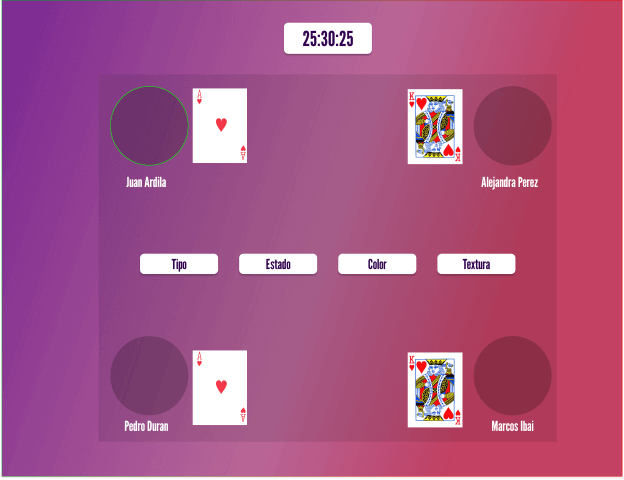 25:30:25
A
A
K
K
Juan Ardila
Alejandra Perez
Tipo
Estado
Color
Textura
A
A
K
K
Pedro Duran
Marcos Ibai